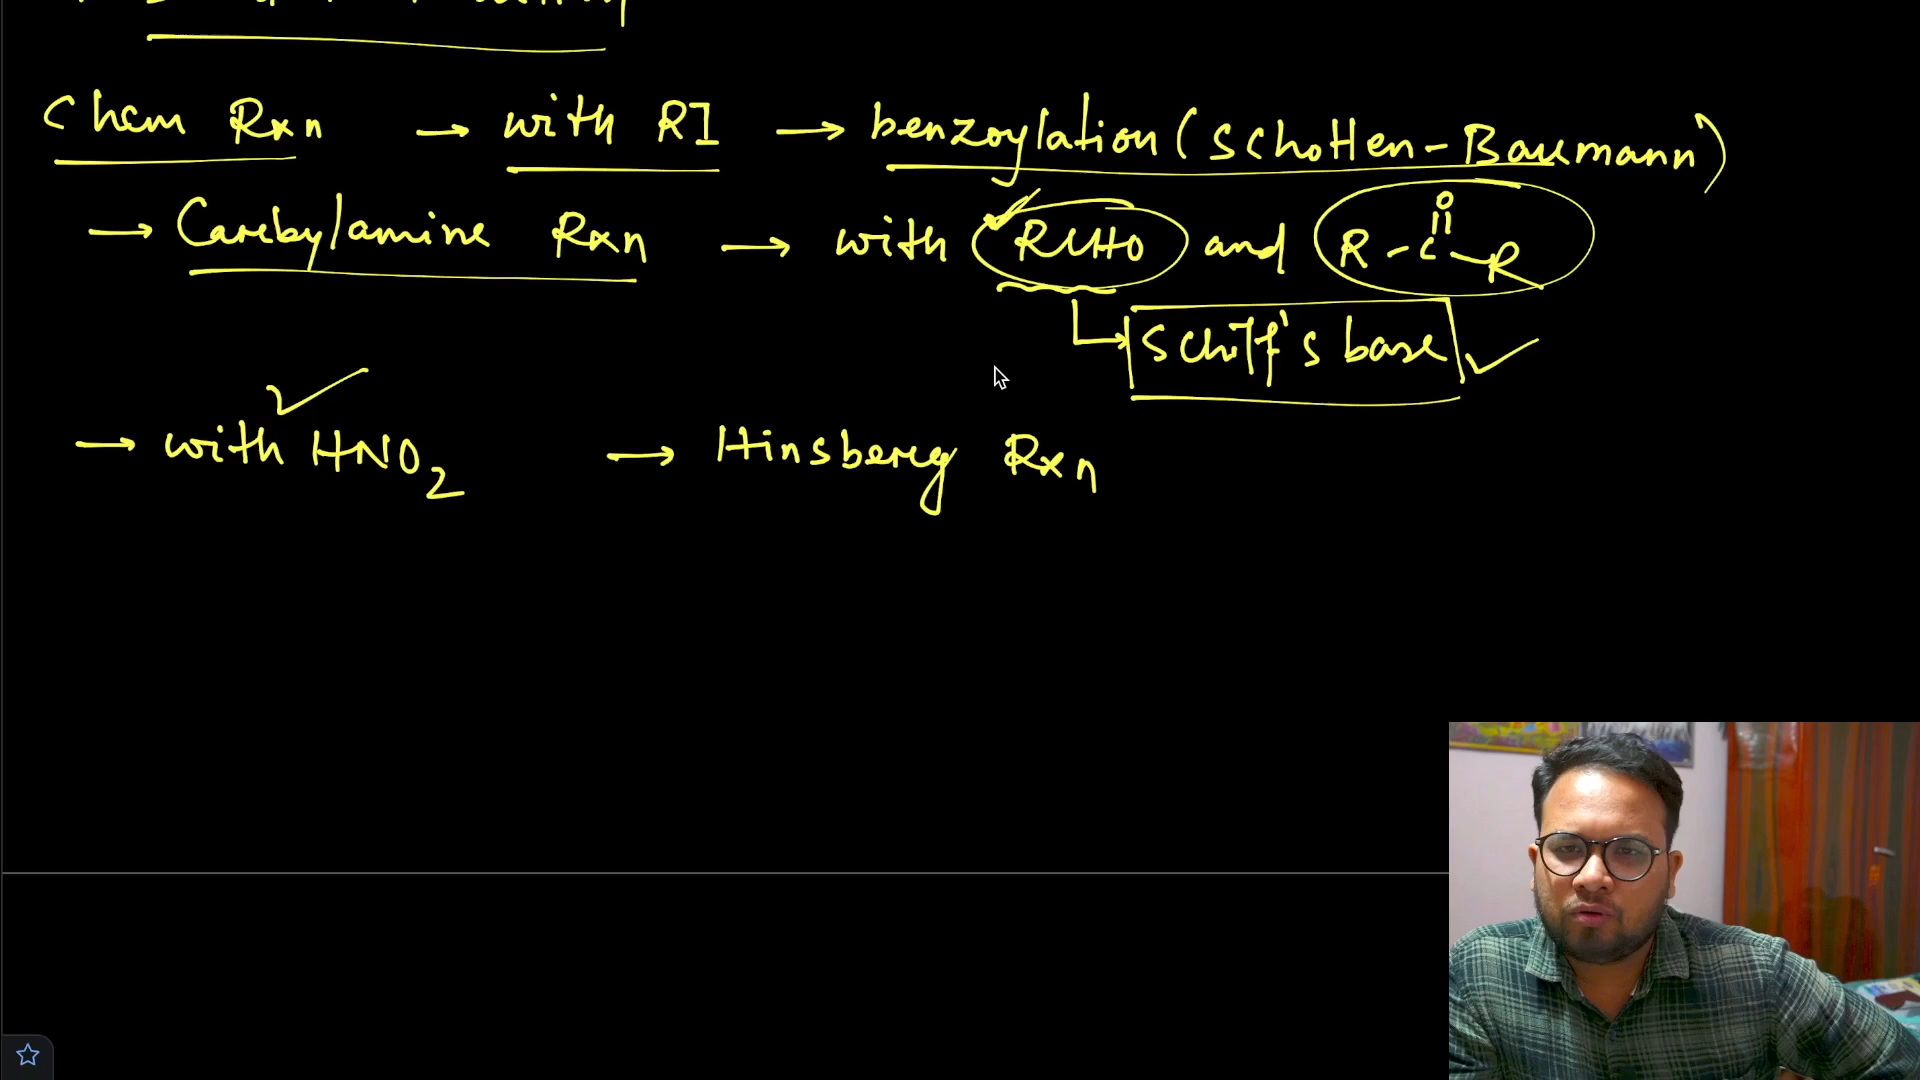 Chem Rxn → with RI → benzoylation (Schotten-Baumann)
→ Carbylamine Rxn → with RCHO and R-C-R
O
Schiff's base
→ with HNO2 → Hinsberg Rxn